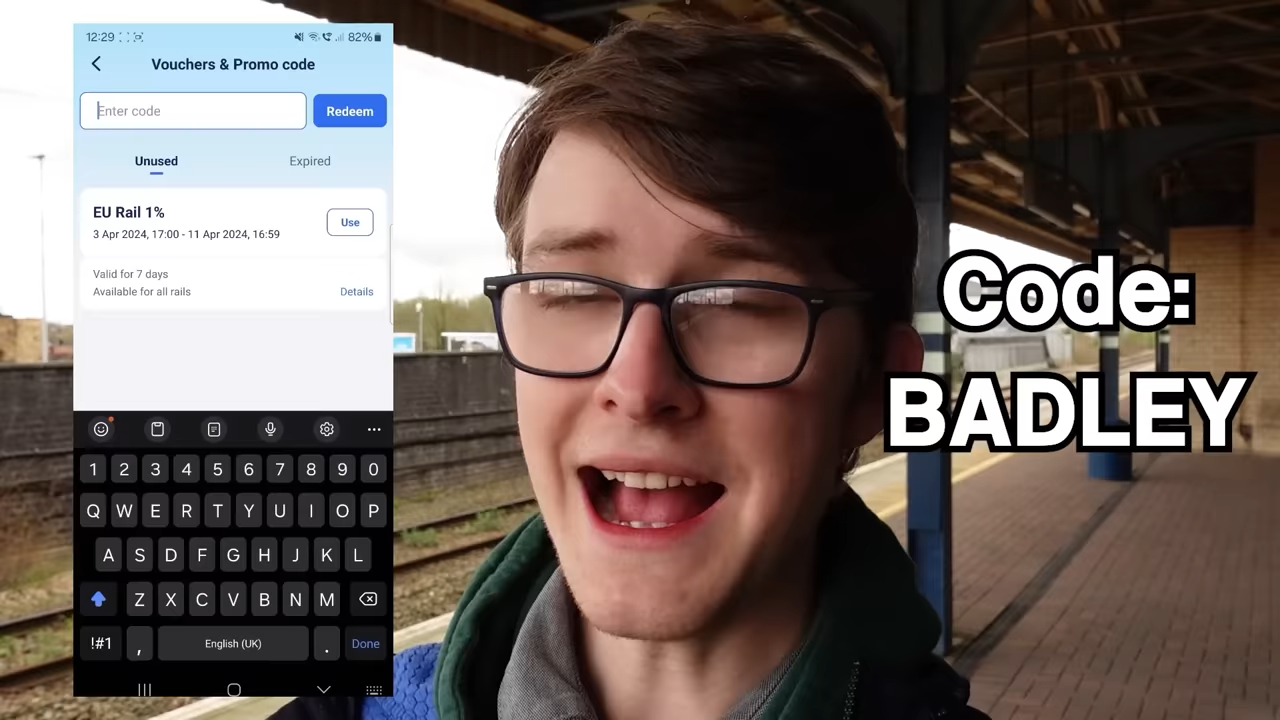 12:29 82%
Vouchers & Promo code
Enter code Redeem
Unused Expired
EU Rail 1%
3 Apr 2024, 17:00 - 11 Apr 2024, 16:59
Use
Valid for 7 days
Available for all rails
Details
1 2 3 4 5 6 7 8 9 0
Q W E R T Y U I O P
A S D F G H J K L
Z X C V B N M
!#1 , English (UK) . Done
Code:
BADLEY